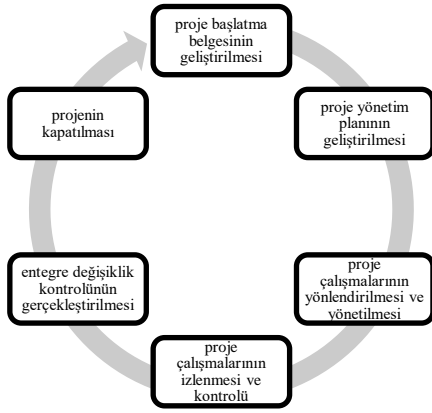 proje başlatma
belgesinin
geliştirilmesi
proje yönetim
planının
geliştirilmesi
proje
çalışmalarının
yönlendirilmesi ve
yönetilmesi
proje
çalışmalarının
izlenmesi ve
kontrolü
entegre değişiklik
kontrolünün
gerçekleştirilmesi
projenin
kapatılması